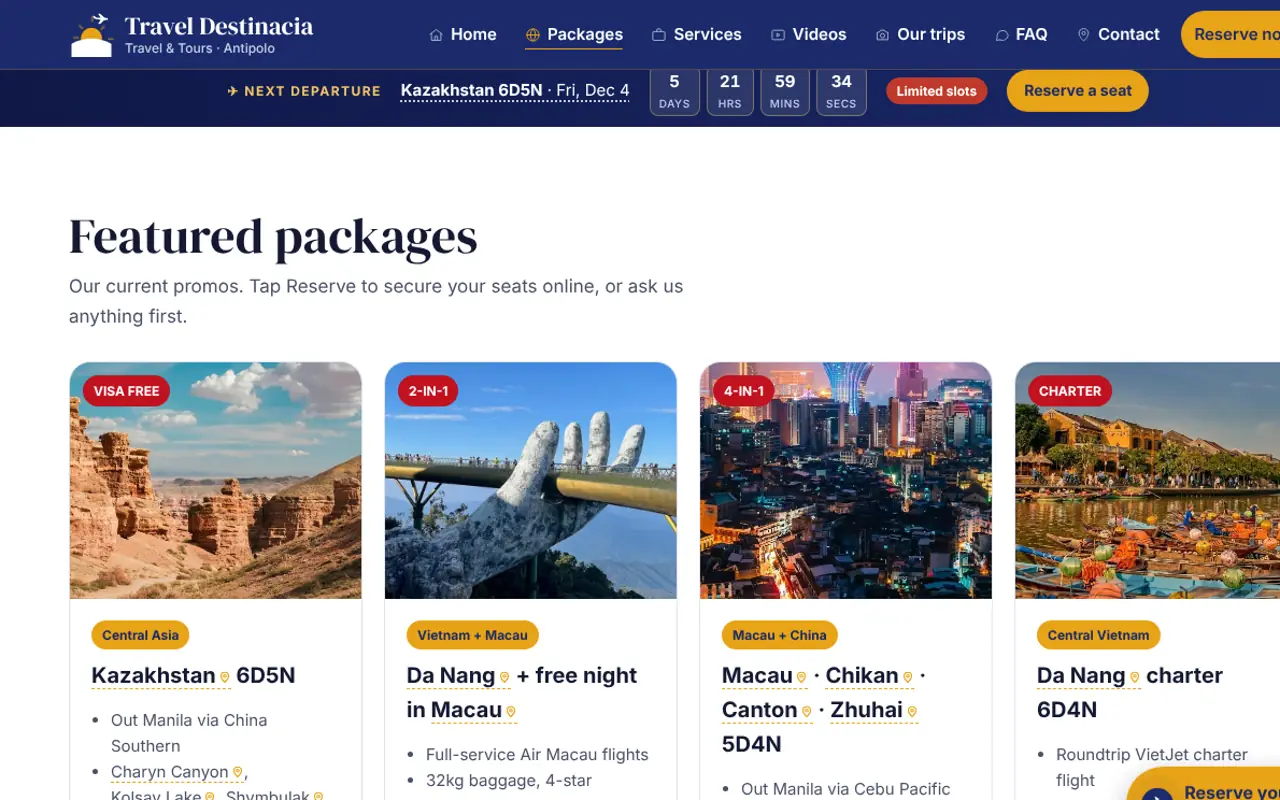 Travel Destinacia
Travel & Tours · Antipolo
Home
Packages
Services
Videos
Our trips
FAQ
Contact
Reserve
NEXT DEPARTURE
Kazakhstan 6D5N · Fri, Dec 4
5 DAYS
21 HRS
59 MINS
34 SECS
Limited slots
Reserve a seat
Featured packages
Our current promos. Tap Reserve to secure your seats online, or ask us
anything first.
VISA FREE
Central Asia
Kazakhstan 6D5N
• Out Manila via China
Southern
• Charyn Canyon,
Kolsay Lake, Shymbulak
2-IN-1
Vietnam + Macau
Da Nang + free night
in Macau
• Full-service Air Macau flights
• 32kg baggage, 4-star
4-IN-1
Macau + China
Macau · Chikan ·
Canton · Zhuhai
5D4N
• Out Manila via Cebu Pacific
CHARTER
Central Vietnam
Da Nang charter
6D4N
• Roundtrip VietJet charter
flight
Reserve